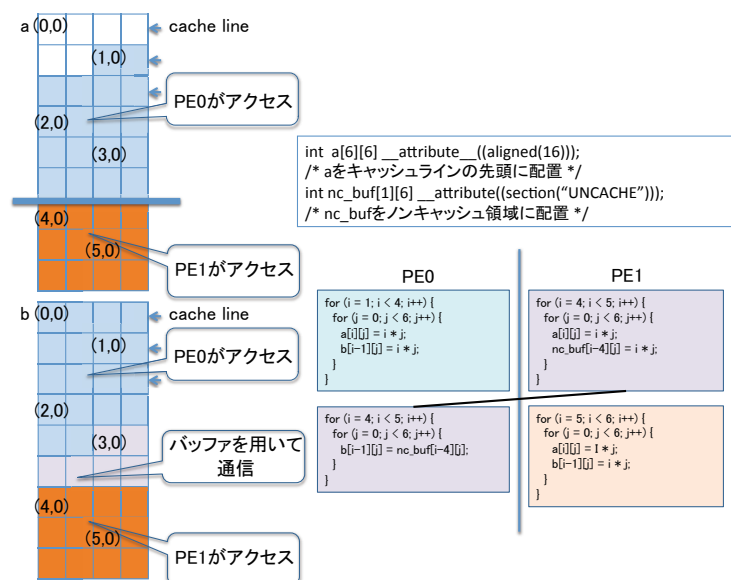 a (0,0)
cache line
(1,0)
PE0がアクセス
(2,0)
(3,0)
(4,0)
(5,0)
PE1がアクセス
int a[6][6] __attribute__((aligned(16)));
/* aをキャッシュラインの先頭に配置 */
int nc_buf[1][6] __attribute((section(“UNCACHE”)));
/* nc_bufをノンキャッシュ領域に配置 */
b (0,0)
cache line
(1,0)
PE0がアクセス
(2,0)
(3,0)
バッファを用いて
通信
(4,0)
(5,0)
PE1がアクセス
PE0
for (i = 1; i < 4; i++) {
for (j = 0; j < 6; j++) {
a[i][j] = i * j;
b[i-1][j] = i * j;
}
}
for (i = 4; i < 5; i++) {
for (j = 0; j < 6; j++) {
b[i-1][j] = nc_buf[i-4][j];
}
}
PE1
for (i = 4; i < 5; i++) {
for (j = 0; j < 6; j++) {
a[i][j] = i * j;
nc_buf[i-4][j] = i * j;
}
}
for (i = 5; i < 6; i++) {
for (j = 0; j < 6; j++) {
a[i][j] = I * j;
b[i-1][j] = i * j;
}
}